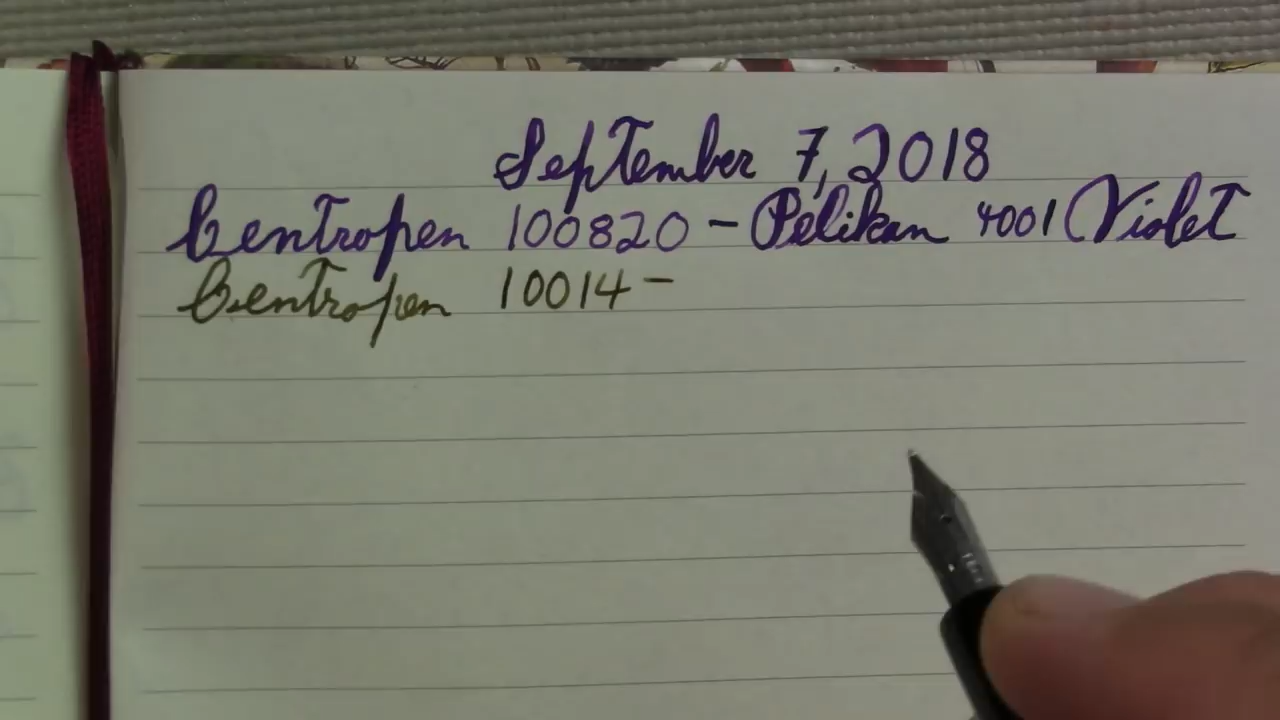 September 7, 2018
Centropen 100820 - Pelikan 4001 Violet
Centropen 10014 -